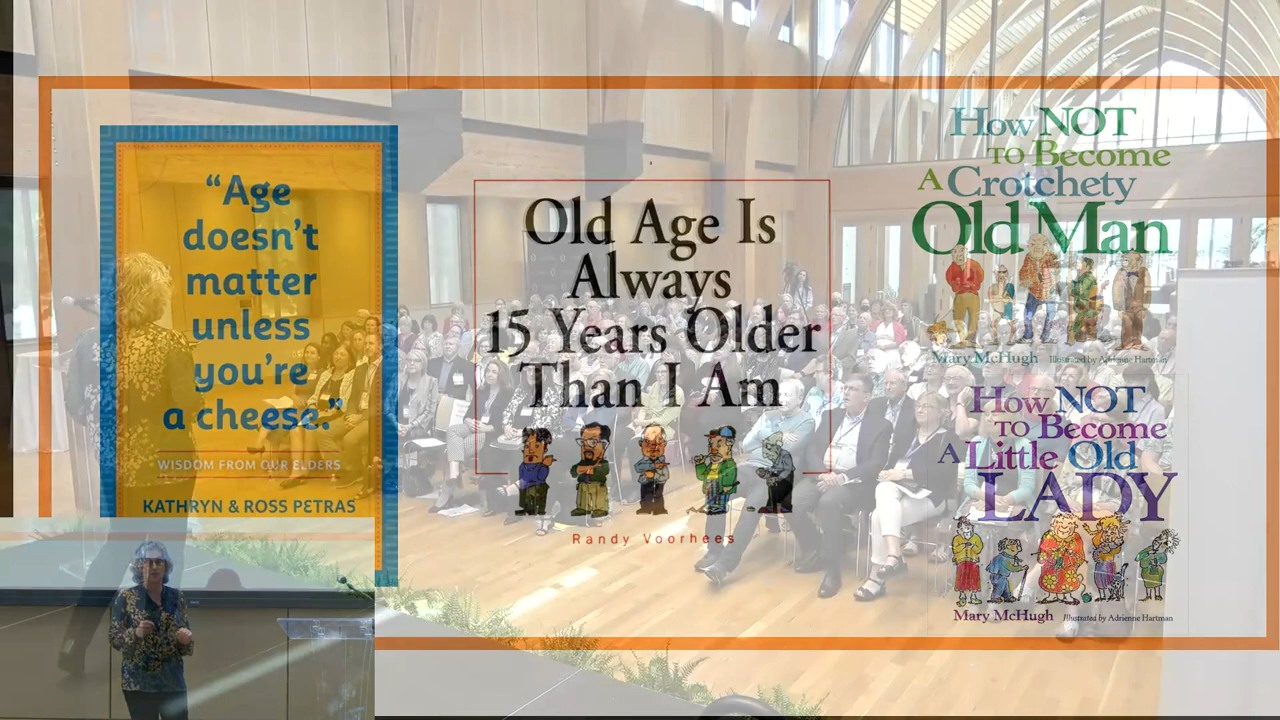 “Age
doesn’t
matter
unless
you’re
a cheese.”
WISDOM FROM OUR ELDERS
KATHRYN & ROSS PETRAS
Old Age Is
Always
15 Years Older
Than I Am
Randy Voorhees
How NOT
TO Become
A Crotchety
Old Man
Mary McHugh Illustrated by Adrienne Hartman
How NOT
TO Become
A Little Old
LADY
Mary McHugh Illustrated by Adrienne Hartman